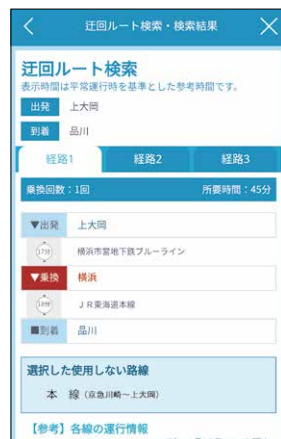 迂回ルート検索・検索結果
迂回ルート検索
表示時間は平常運行時を基準とした参考時間です。
出発 上大岡
到着 品川
経路1 経路2 経路3
乗換回数:1回 所要時間:45分
▼出発 上大岡
横浜市営地下鉄ブルーライン
▼乗換 横浜
JR東海道本線
■到着 品川
選択した使用しない路線
本 線 (京急川崎~上大岡)
【参考】各線の運行情報